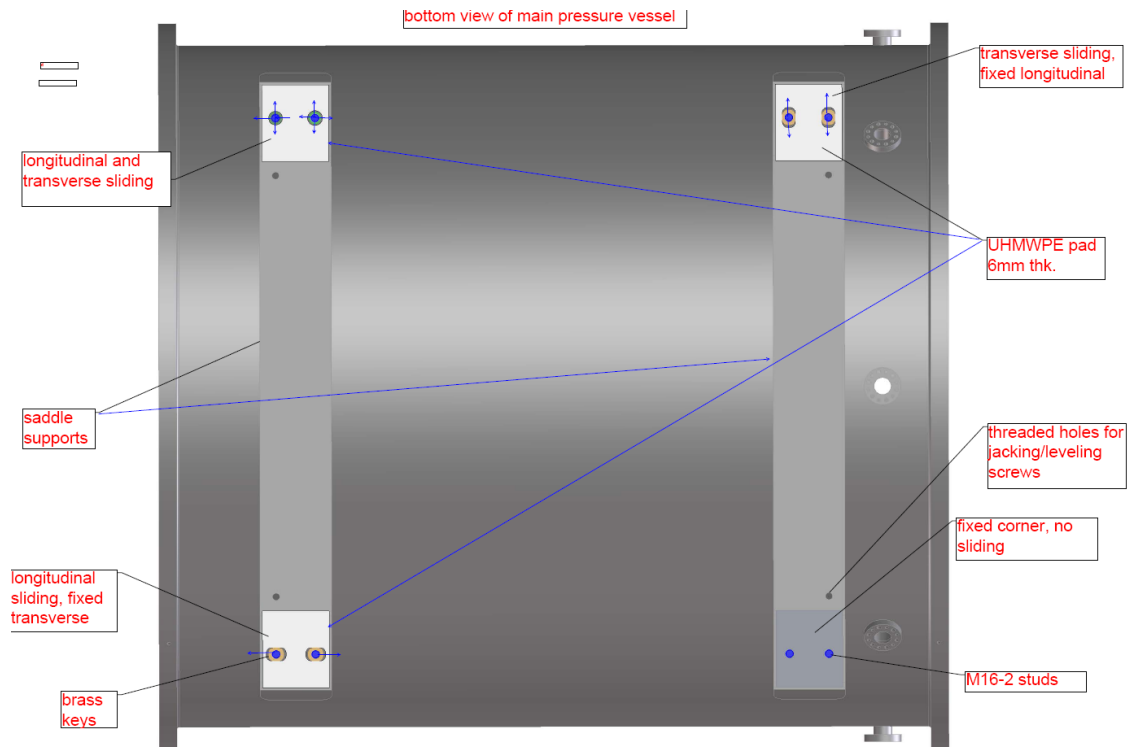 bottom view of main pressure vessel
transverse sliding,
fixed longitudinal
longitudinal and
transverse sliding
UHMWPE pad
6mm thk.
saddle
supports
threaded holes for
jacking/leveling
screws
fixed corner, no
sliding
longitudinal
sliding, fixed
transverse
M16-2 studs
brass
keys